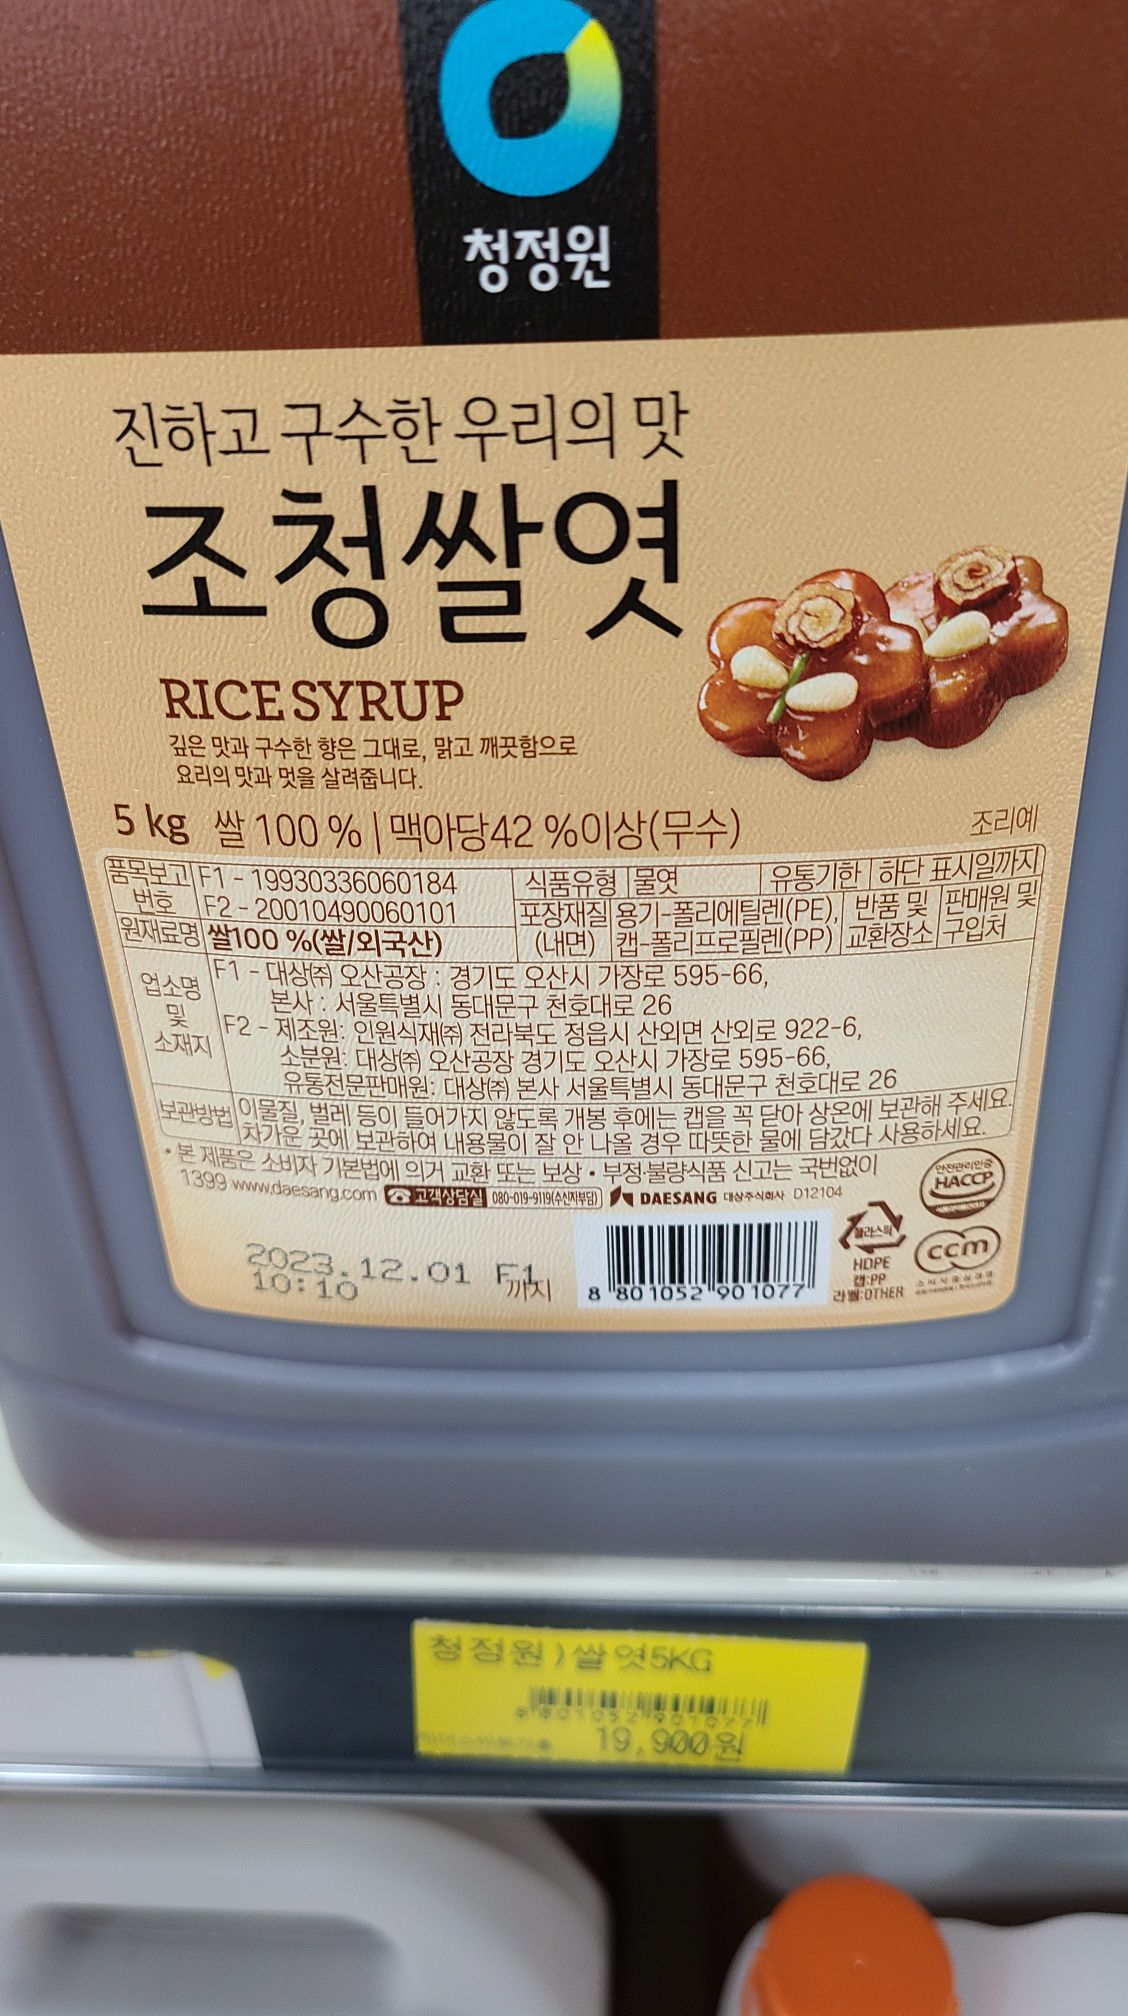 청정원
진하고 구수한 우리의 맛
조청쌀엿
RICE SYRUP
깊은 맛과 구수한 향은 그대로, 맑고 깨끗함으로
요리의 맛과 멋을 살려줍니다.
5 kg 쌀 100 % | 맥아당42 %이상(무수)
조리예
품목보고 번호 F1 - 19930336060184
F2 - 20010490060101
식품유형 물엿 유통기한 하단 표시일까지
포장재질 (내면) 용기-폴리에틸렌(PE), 캡-폴리프로필렌(PP)
반품 및 교환장소 판매원 및 구입처
원재료명 쌀100 %(쌀/외국산)
업소명 및 소재지
F1 - 대상㈜ 오산공장 : 경기도 오산시 가장로 595-66,
본사 : 서울특별시 동대문구 천호대로 26
F2 - 제조원: 인원식재㈜ 전라북도 정읍시 산외면 산외로 922-6,
소분원: 대상㈜ 오산공장 경기도 오산시 가장로 595-66,
유통전문판매원: 대상㈜ 본사 서울특별시 동대문구 천호대로 26
보관방법 이물질, 벌레 등이 들어가지 않도록 개봉 후에는 캡을 꼭 닫아 상온에 보관해 주세요.
차가운 곳에 보관하여 내용물이 잘 안 나올 경우 따뜻한 물에 담갔다 사용하세요.
• 본 제품은 소비자 기본법에 의거 교환 또는 보상 • 부정·불량식품 신고는 국번없이
1399 www.daesang.com 고객상담실 080-019-9119(수신자부담) DAESANG 대상주식회사 D12104
안전관리인증
HACCP
플라스틱
HDPE
캡:PP
라벨:OTHER
ccm
2023.12.01 F1
10:10 까지
8 801052 901077
청정원)쌀엿5KG
8801052901077
19,900원